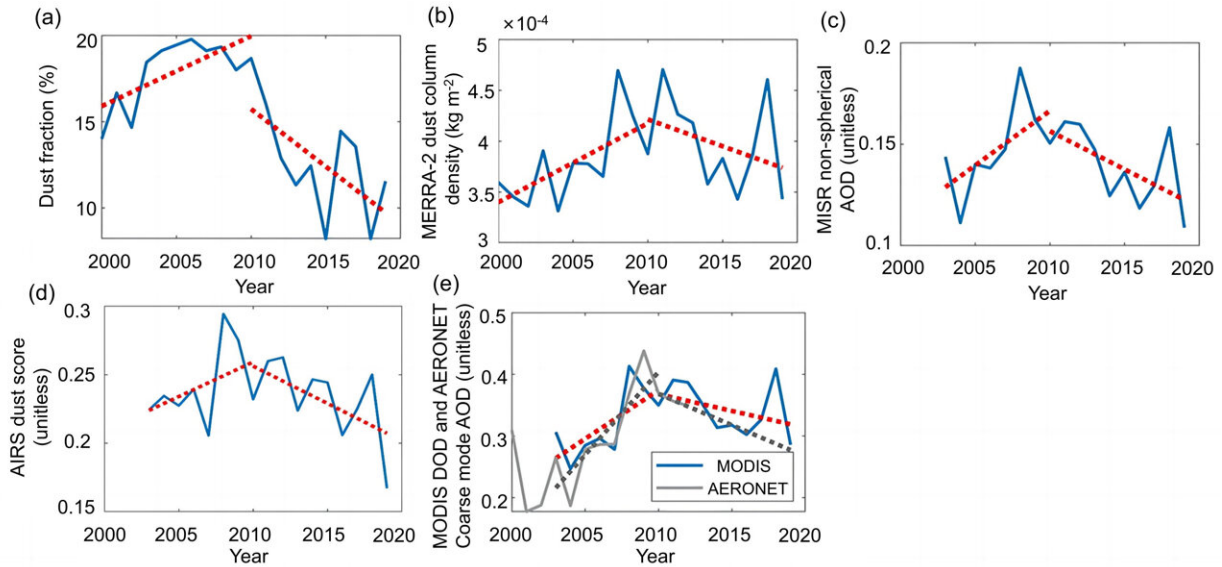 (a)
Dust fraction (%)
20
15
10
2000 2005 2010 2015 2020
Year
(b)
×10⁻⁴
MERRA-2 dust column
density (kg m⁻²)
5
4.5
4
3.5
3
2000 2005 2010 2015 2020
Year
(c)
MISR non-spherical
AOD (unitless)
0.2
0.15
0.1
2000 2005 2010 2015 2020
Year
(d)
AIRS dust score
(unitless)
0.3
0.25
0.2
0.15
2000 2005 2010 2015 2020
Year
(e)
MODIS DOD and AERONET
Coarse mode AOD (unitless)
0.5
0.4
0.3
0.2
MODIS
AERONET
2000 2005 2010 2015 2020
Year